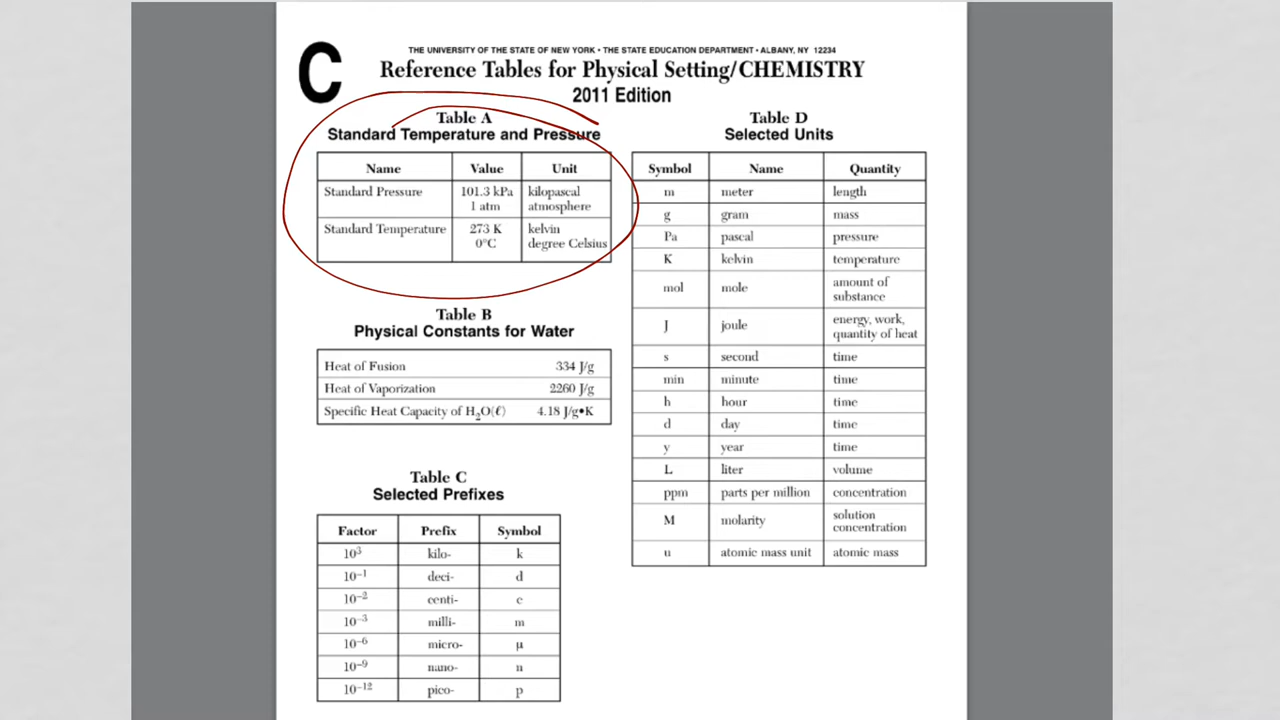 C
THE UNIVERSITY OF THE STATE OF NEW YORK • THE STATE EDUCATION DEPARTMENT • ALBANY, NY 12234
Reference Tables for Physical Setting/CHEMISTRY
2011 Edition
Table A
Standard Temperature and Pressure
Name Value Unit
Standard Pressure 101.3 kPa kilopascal
1 atm atmosphere
Standard Temperature 273 K kelvin
0°C degree Celsius
Table B
Physical Constants for Water
Heat of Fusion 334 J/g
Heat of Vaporization 2260 J/g
Specific Heat Capacity of H₂O(ℓ) 4.18 J/g•K
Table C
Selected Prefixes
Factor Prefix Symbol
10³ kilo- k
10⁻¹ deci- d
10⁻² centi- c
10⁻³ milli- m
10⁻⁶ micro- μ
10⁻⁹ nano- n
10⁻¹² pico- p
Table D
Selected Units
Symbol Name Quantity
m meter length
g gram mass
Pa pascal pressure
K kelvin temperature
mol mole amount of
substance
J joule energy, work,
quantity of heat
s second time
min minute time
h hour time
d day time
y year time
L liter volume
ppm parts per million concentration
M molarity solution
concentration
u atomic mass unit atomic mass